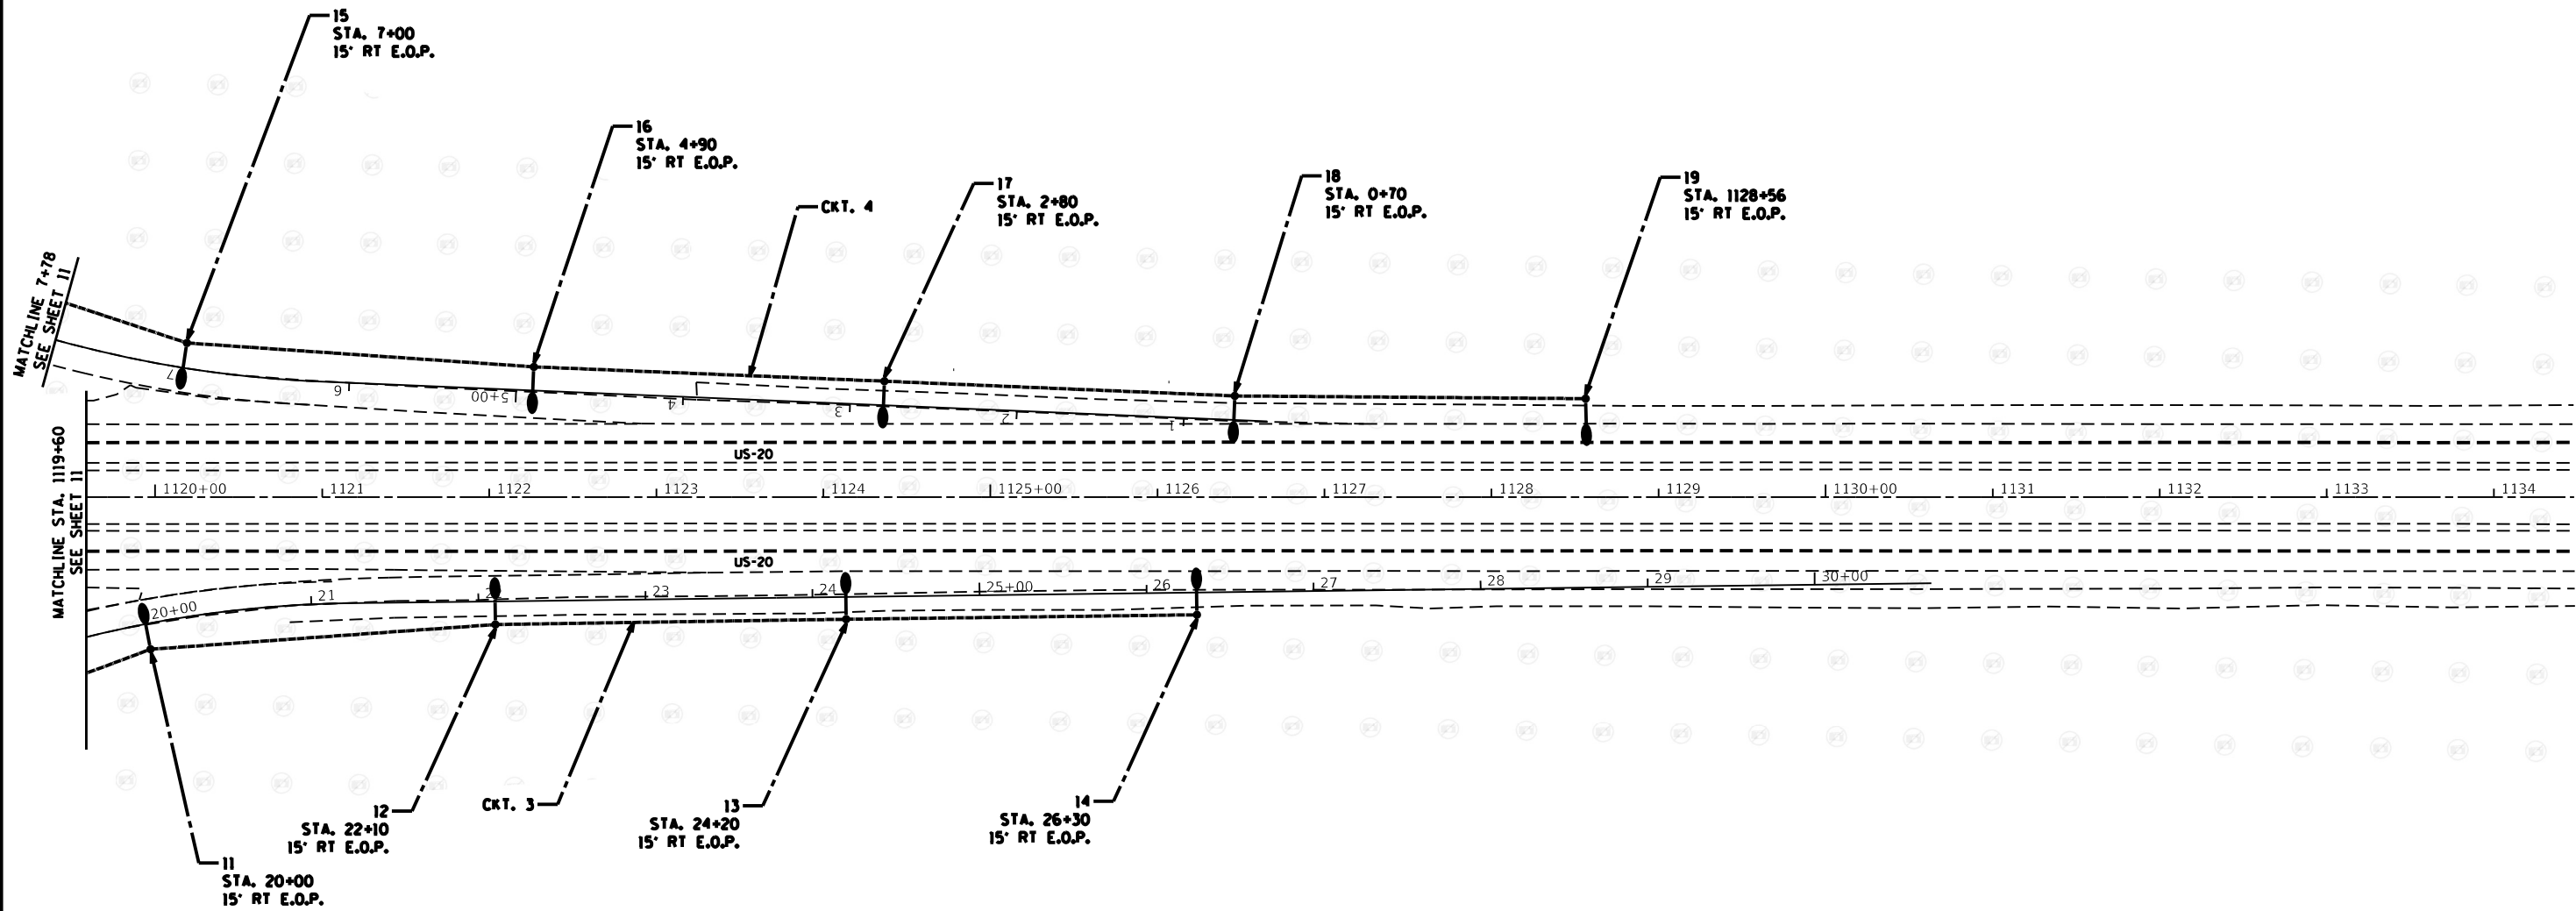 15
STA. 7+00
15' RT E.O.P.
16
STA. 4+90
15' RT E.O.P.
CKT. 4
17
STA. 2+80
15' RT E.O.P.
18
STA. 0+70
15' RT E.O.P.
19
STA. 1128+56
15' RT E.O.P.
MATCHLINE 7+78
SEE SHEET 11
7
6
5+00
4
3
2
1
MATCHLINE STA. 1119+60
SEE SHEET 11
US-20
1120+00 1121 1122 1123 1124 1125+00 1126 1127 1128 1129 1130+00 1131 1132 1133 1134
US-20
20+00 21 23 24 25+00 26 27 28 29 30+00
12
STA. 22+10
15' RT E.O.P.
CKT. 3
13
STA. 24+20
15' RT E.O.P.
14
STA. 26+30
15' RT E.O.P.
11
STA. 20+00
15' RT E.O.P.